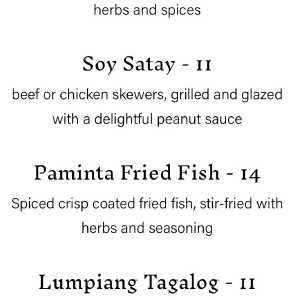 herbs and spices
Soy Satay - 11
beef or chicken skewers, grilled and glazed
with a delightful peanut sauce
Paminta Fried Fish - 14
Spiced crisp coated fried fish, stir-fried with
herbs and seasoning
Lumpiang Tagalog - 11